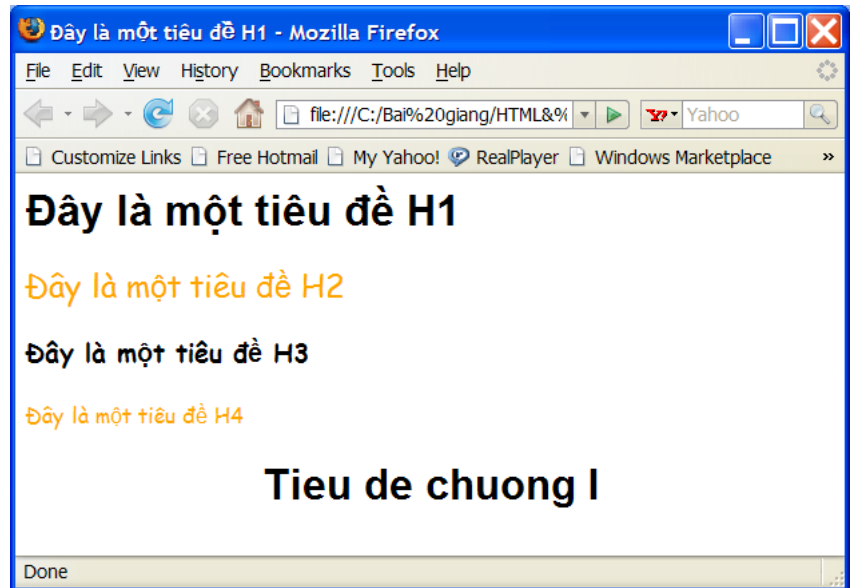 Đây là một tiêu đề H1 - Mozilla Firefox
File Edit View History Bookmarks Tools Help
file:///C:/Bai%20giang/HTML&% Y? Yahoo
Customize Links Free Hotmail My Yahoo! RealPlayer Windows Marketplace »
Đây là một tiêu đề H1
Đây là một tiêu đề H2
Đây là một tiêu đề H3
Đây là một tiêu đề H4
Tieu de chuong I
Done